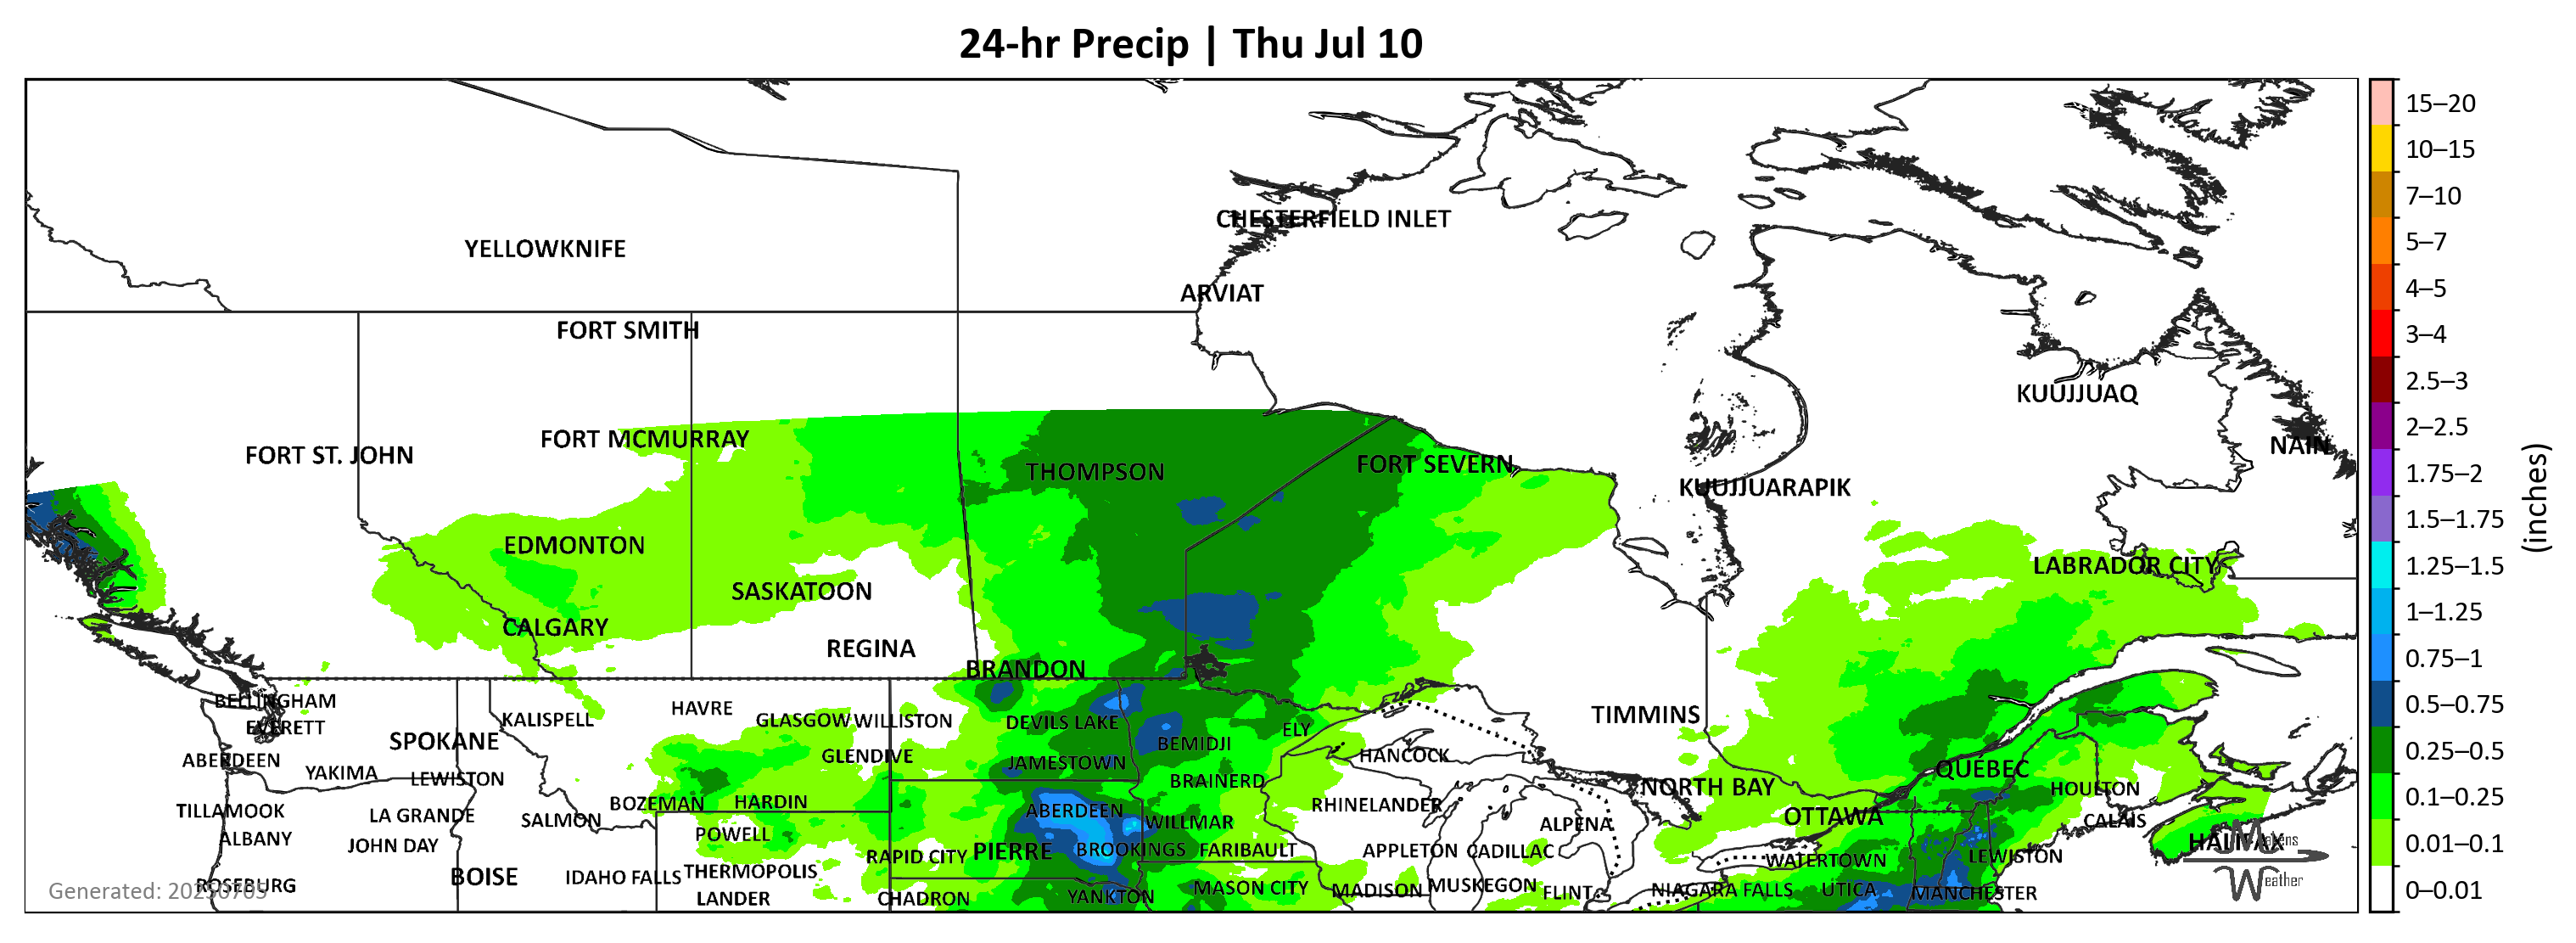 24-hr Precip | Thu Jul 10
CHESTERFIELD INLET
YELLOWKNIFE
ARVIAT
FORT SMITH
KUUJJUAQ
FORT MCMURRAY
NAIN
FORT ST. JOHN
THOMPSON
FORT SEVERN
KUUJJUARAPIK
EDMONTON
LABRADOR CITY
SASKATOON
CALGARY
REGINA
BRANDON
BELLINGHAM
HAVRE
TIMMINS
KALISPELL
GLASGOW
WILLISTON
DEVILS LAKE
EVERETT
ELY
SPOKANE
BEMIDJI
GLENDIVE
HANCOCK
ABERDEEN
JAMESTOWN
QUÉBEC
YAKIMA
LEWISTON
BRAINERD
NORTH BAY
HOULTON
BOZEMAN
HARDIN
RHINELANDER
TILLAMOOK
LA GRANDE
SALMON
ABERDEEN
WILLMAR
ALPENA
OTTAWA
CALAIS
ALBANY
JOHN DAY
POWELL
PIERRE
BROOKINGS
FARIBAULT
APPLETON
CADILLAC
HALIFAX
RAPID CITY
WATERTOWN
LEWISTON
BOISE
IDAHO FALLS
THERMOPOLIS
ROSEBURG
MASON CITY
MADISON
MUSKEGON
FLINT
NIAGARA FALLS
UTICA
MANCHESTER
LANDER
CHADRON
YANKTON
Weather
15–20
10–15
7–10
5–7
4–5
3–4
2.5–3
2–2.5
1.75–2
1.5–1.75
1.25–1.5
1–1.25
0.75–1
0.5–0.75
0.25–0.5
0.1–0.25
0.01–0.1
0–0.01
(inches)